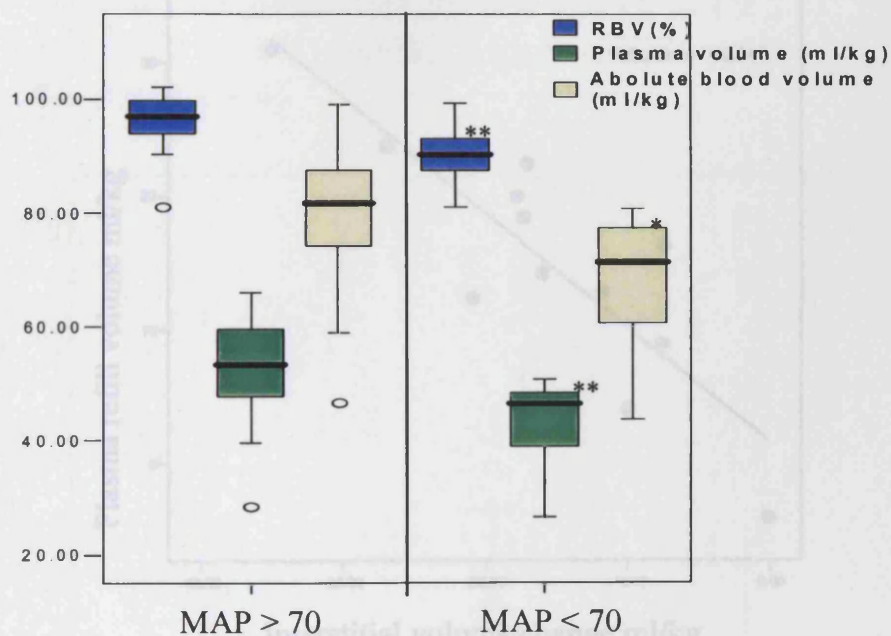 RBV(%)
Plasma volume (ml/kg)
Abolute blood volume
(ml/kg)
100.00
80.00
60.00
40.00
20.00
**
*
**
MAP > 70
MAP < 70